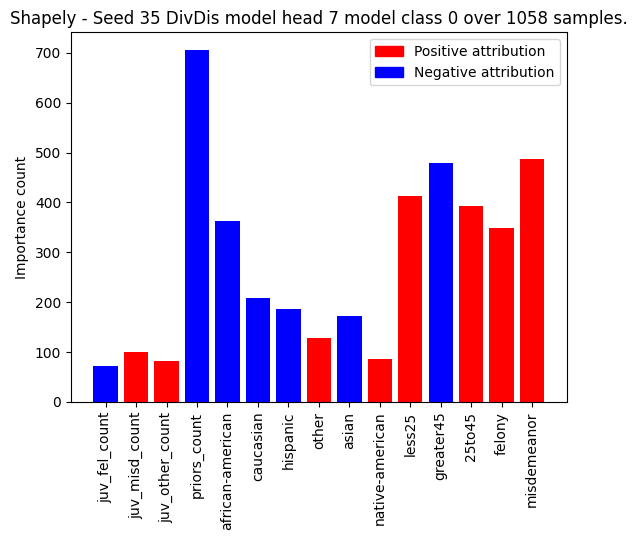 Shapely - Seed 35 DivDis model head 7 model class 0 over 1058 samples.
Positive attribution
Negative attribution
Importance count
700
600
500
400
300
200
100
0
juv_fel_count
juv_misd_count
juv_other_count
priors_count
african-american
caucasian
hispanic
other
asian
native-american
less25
greater45
25to45
felony
misdemeanor